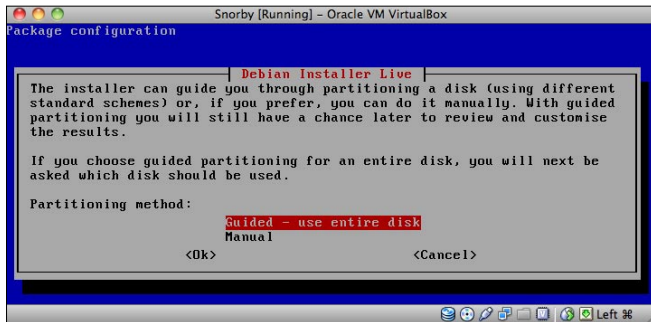 Snorby [Running] – Oracle VM VirtualBox
Package configuration
Debian Installer Live
The installer can guide you through partitioning a disk (using different
standard schemes) or, if you prefer, you can do it manually. With guided
partitioning you will still have a chance later to review and customise
the results.
If you choose guided partitioning for an entire disk, you will next be
asked which disk should be used.
Partitioning method:
Guided - use entire disk
Manual
<Ok> <Cancel>
Left ⌘